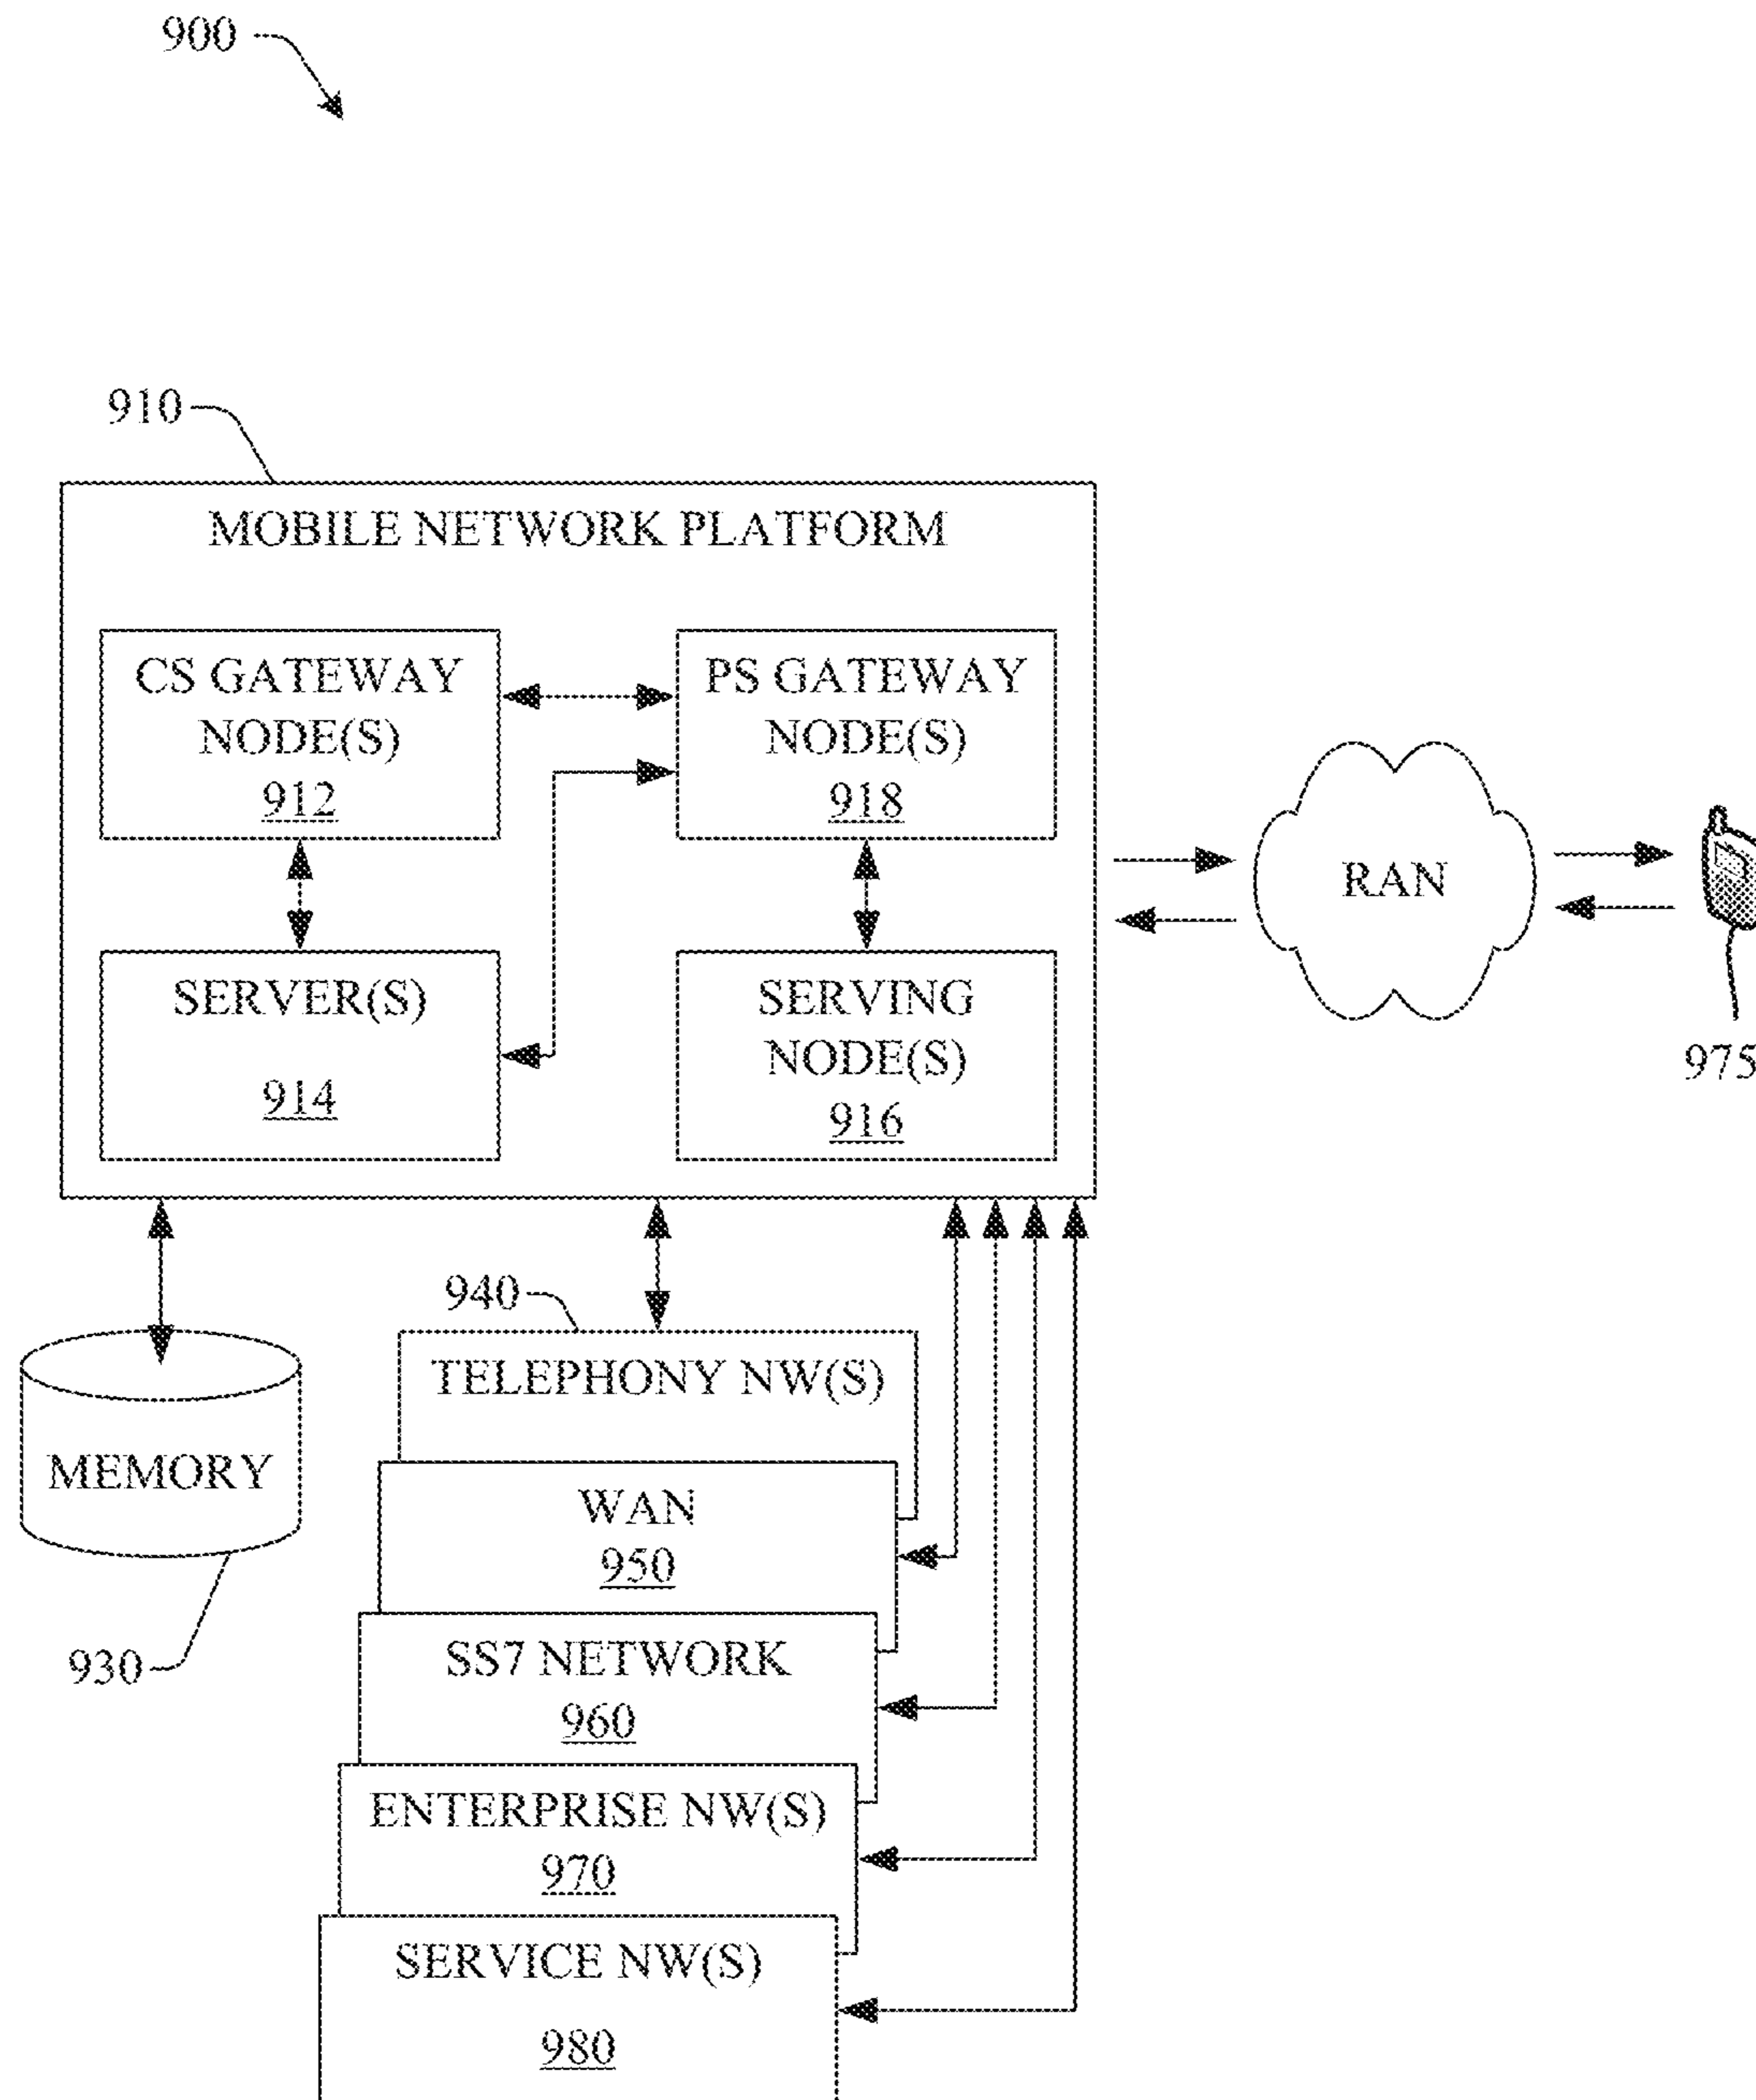 900
910
MOBILE NETWORK PLATFORM
CS GATEWAY
NODE(S)
912
PS GATEWAY
NODE(S)
918
SERVER(S)
914
SERVING
NODE(S)
916
RAN
975
940
TELEPHONY NW(S)
MEMORY
930
WAN
950
SS7 NETWORK
960
ENTERPRISE NW(S)
970
SERVICE NW(S)
980